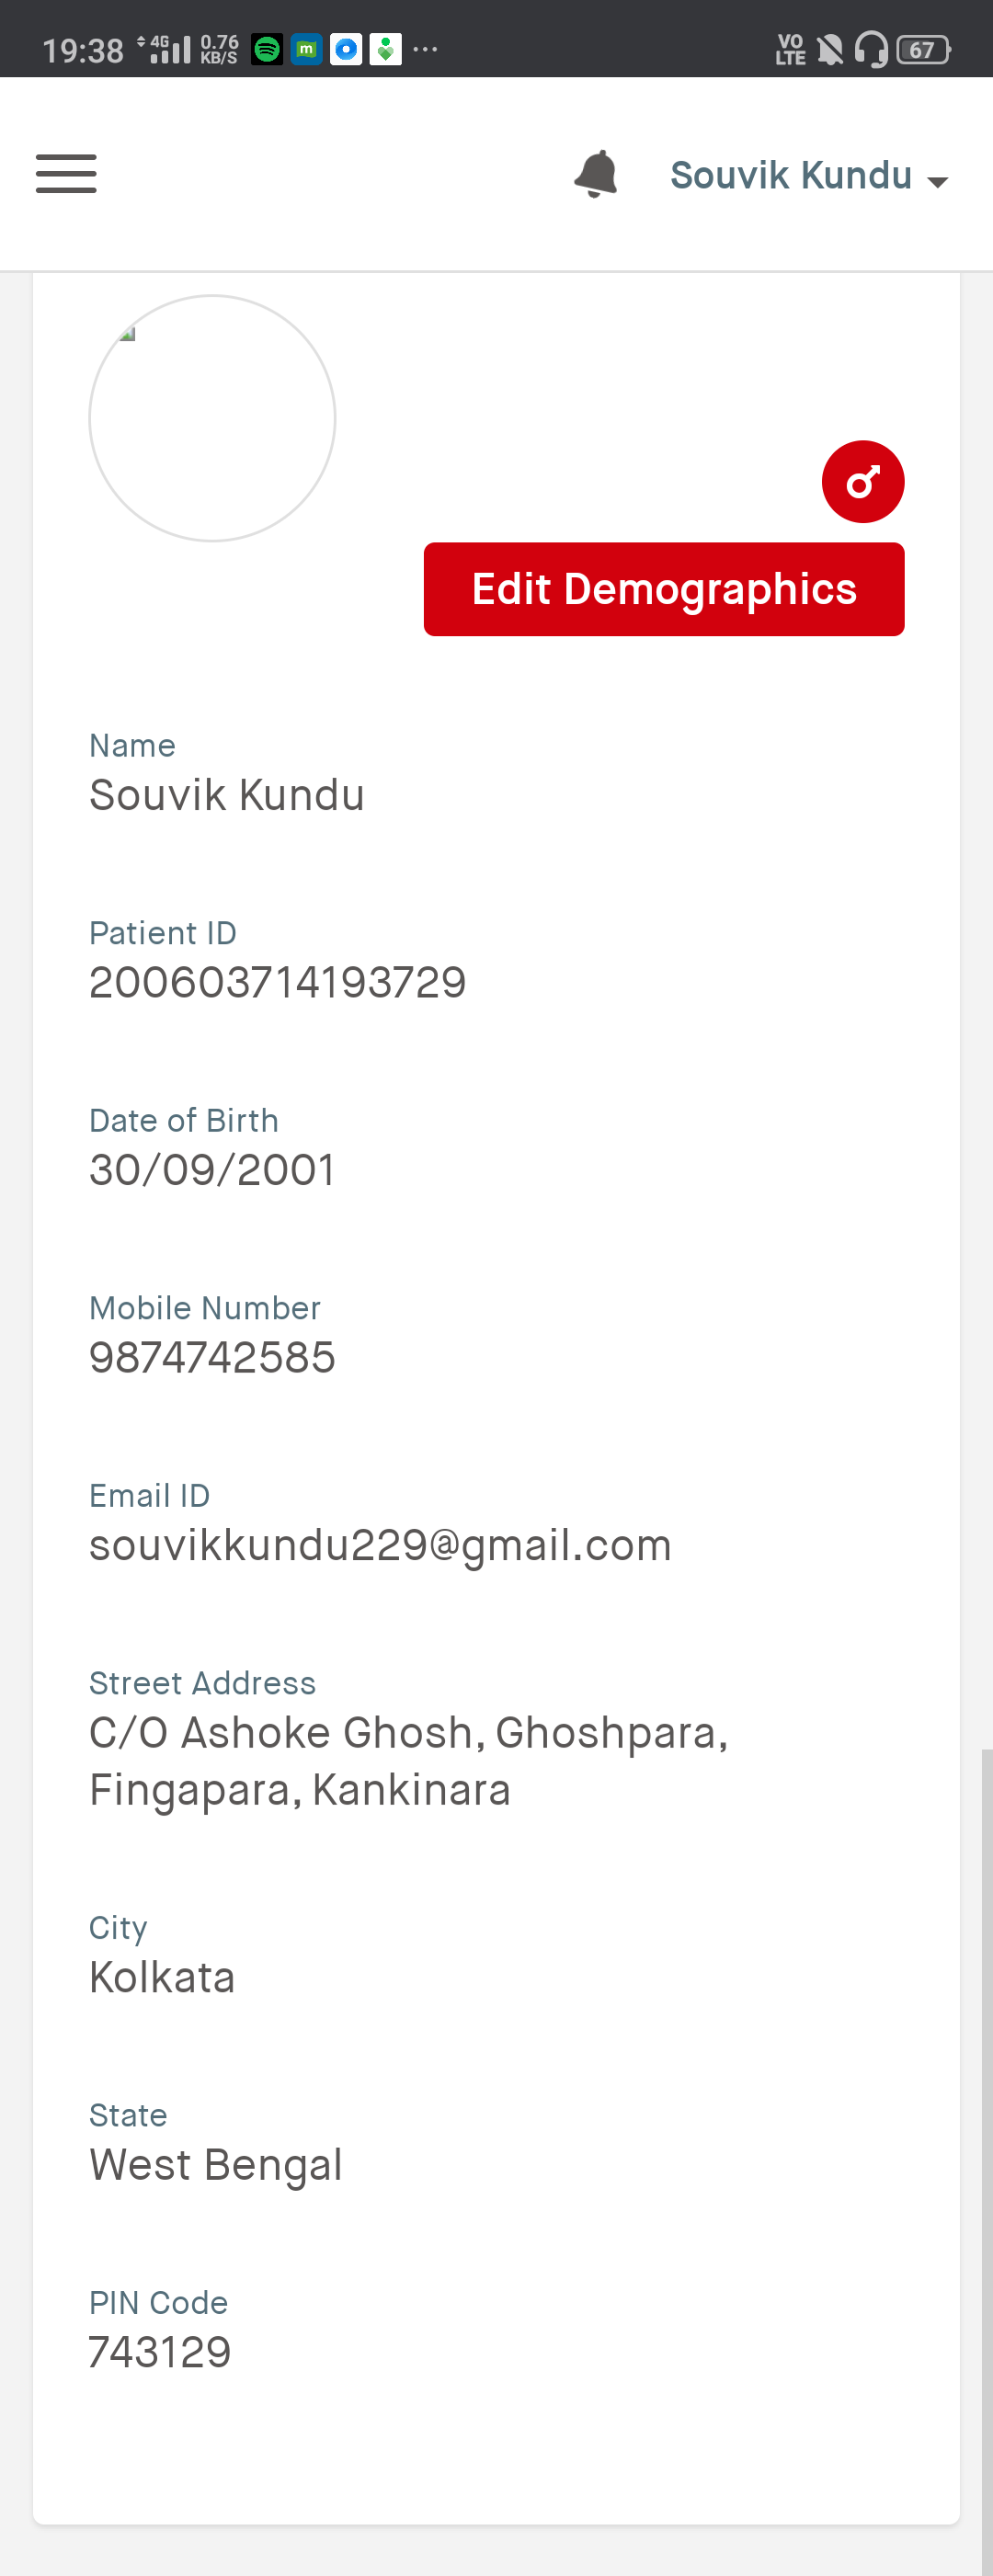 19:38 4G 0.76 KB/S m VO LTE 67
Souvik Kundu
Edit Demographics
Name
Souvik Kundu
Patient ID
200603714193729
Date of Birth
30/09/2001
Mobile Number
9874742585
Email ID
souvikkundu229@gmail.com
Street Address
C/O Ashoke Ghosh, Ghoshpara,
Fingapara, Kankinara
City
Kolkata
State
West Bengal
PIN Code
743129